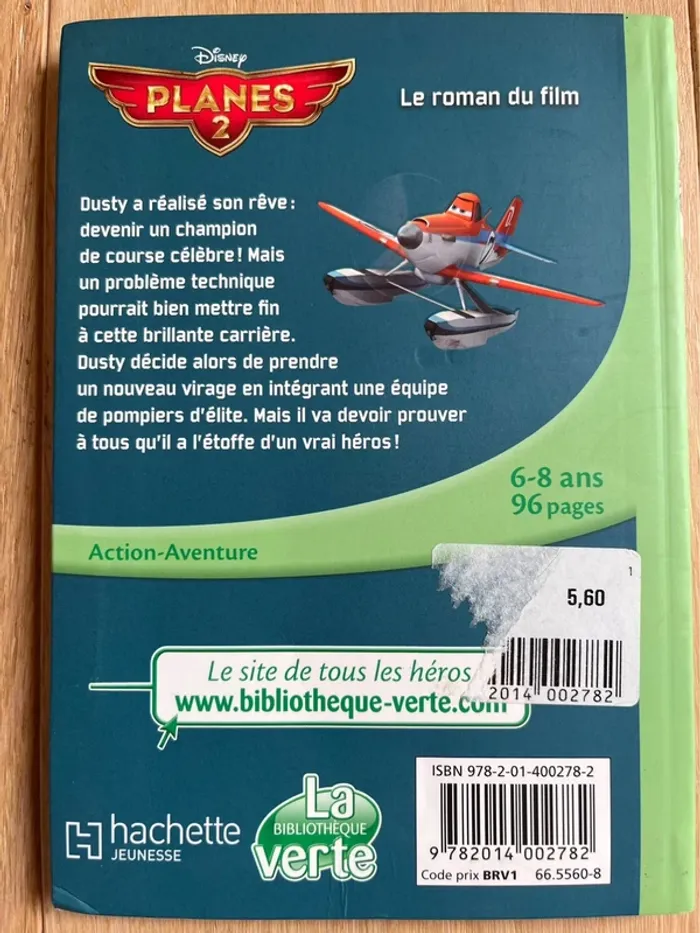 Disney
PLANES
2
Le roman du film
Dusty a réalisé son rêve :
devenir un champion
de course célèbre ! Mais
un problème technique
pourrait bien mettre fin
à cette brillante carrière.
Dusty décide alors de prendre
un nouveau virage en intégrant une équipe
de pompiers d'élite. Mais il va devoir prouver
à tous qu'il a l'étoffe d'un vrai héros !
6-8 ans
96 pages
Action-Aventure
1
5,60
2014 002782
Le site de tous les héros
www.bibliotheque-verte.com
ISBN 978-2-01-400278-2
9 782014 002782
Code prix BRV1 66.5560-8
hachette
JEUNESSE
La
BIBLIOTHÈQUE
verte